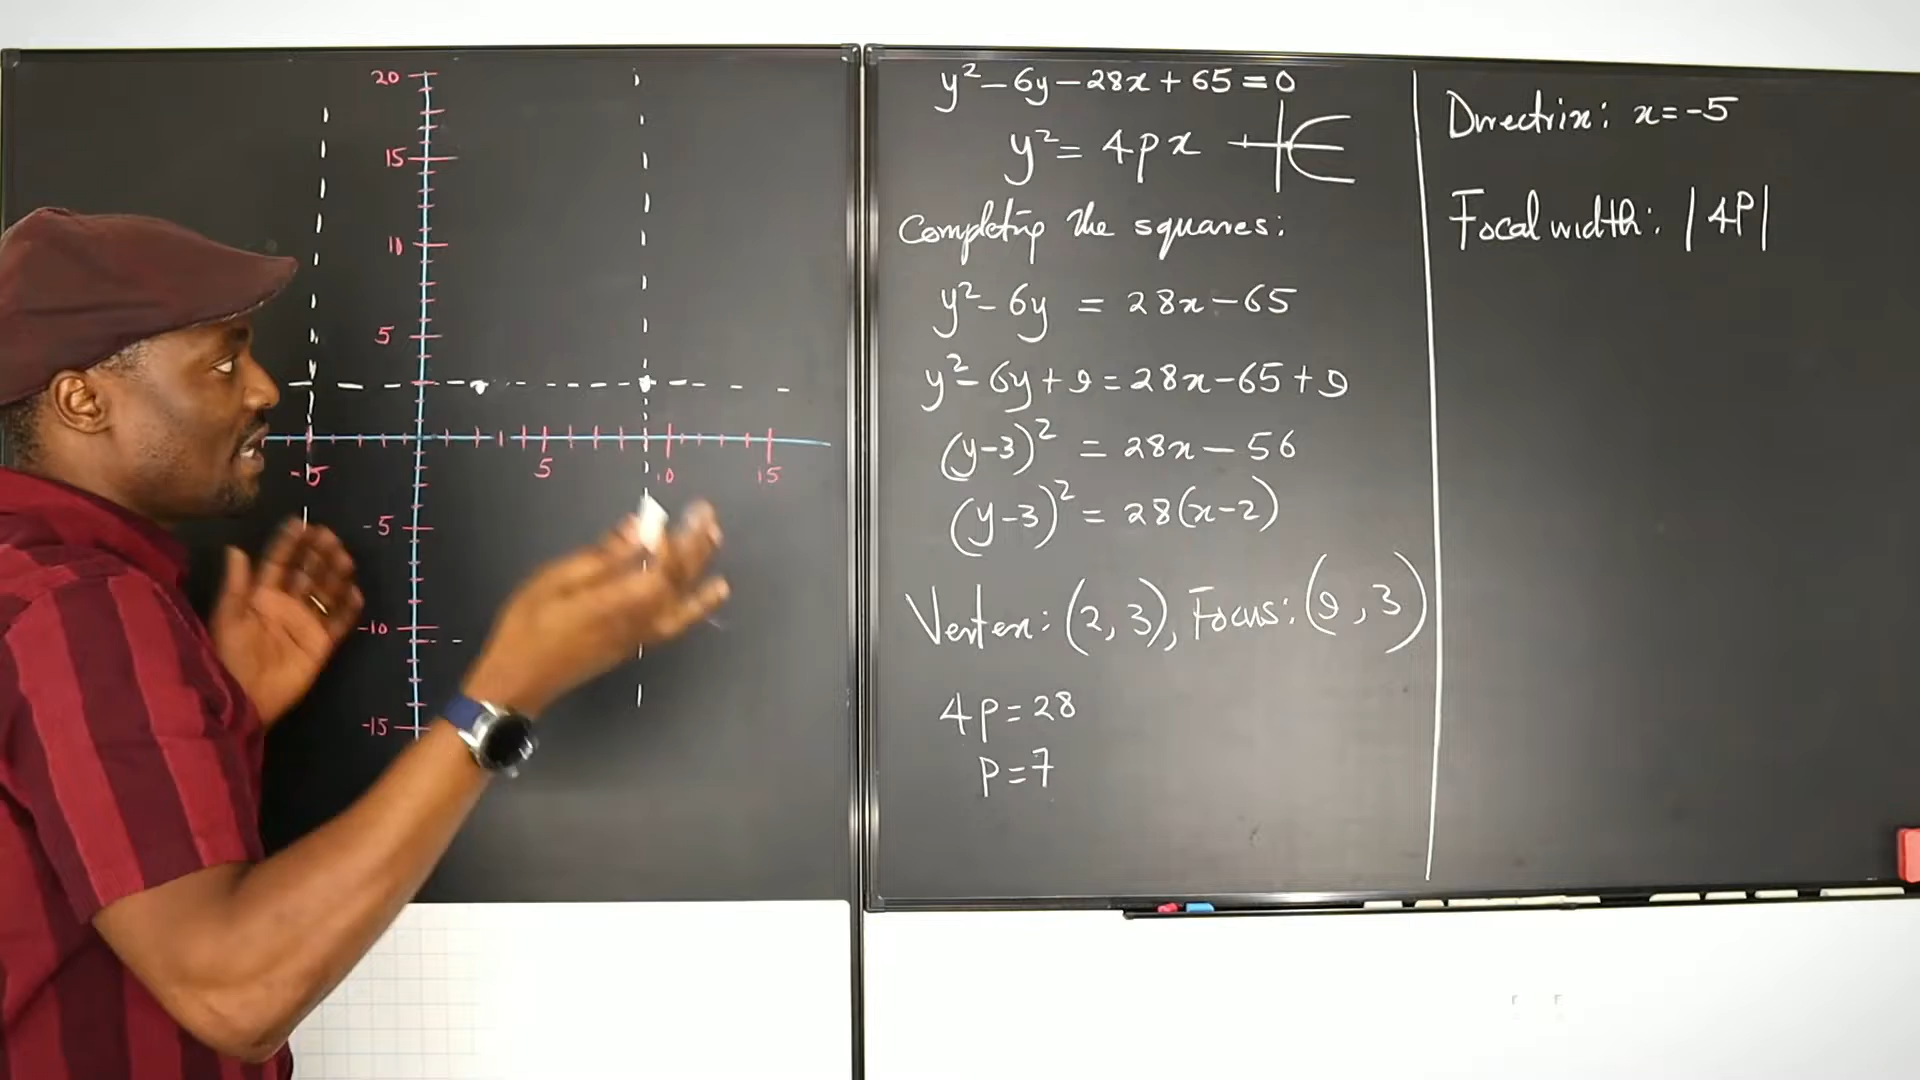 20
15
10
5
-5
5
10
15
-5
-10
-15
y² - 6y - 28x + 65 = 0
y² = 4px
Completing the squares:
y² - 6y = 28x - 65
y² - 6y + 9 = 28x - 65 + 9
(y-3)² = 28x - 56
(y-3)² = 28(x-2)
Vertex: (2, 3), Focus: (9, 3)
4p = 28
p = 7
Directrix: x = -5
Focal width: |4P|